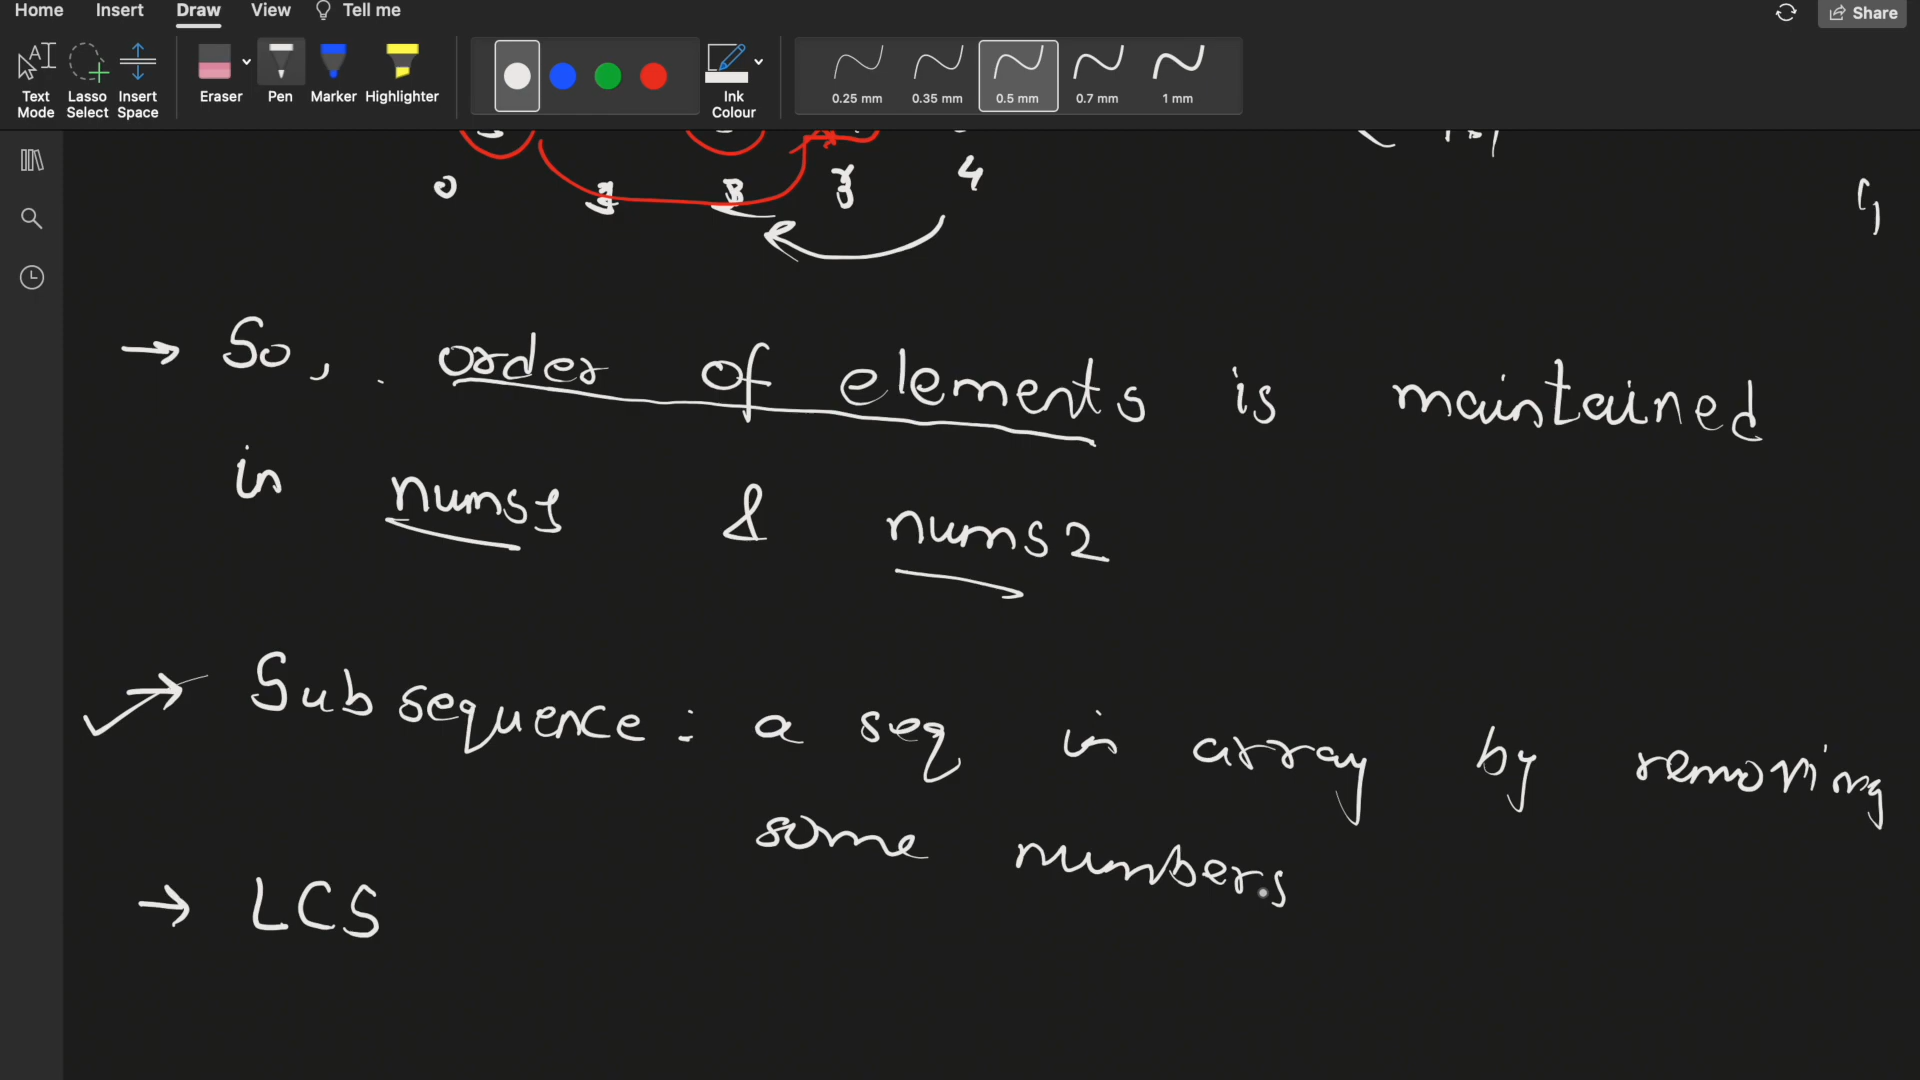 Home Insert Draw View Tell me Share
Text Mode Lasso Select Insert Space Eraser Pen Marker Highlighter Ink Colour 0.25 mm 0.35 mm 0.5 mm 0.7 mm 1 mm
0 3 4
→ So, order of elements is maintained
in nums1 & nums2
→ Subsequence: a seq in array by removing
some numbers
→ LCS